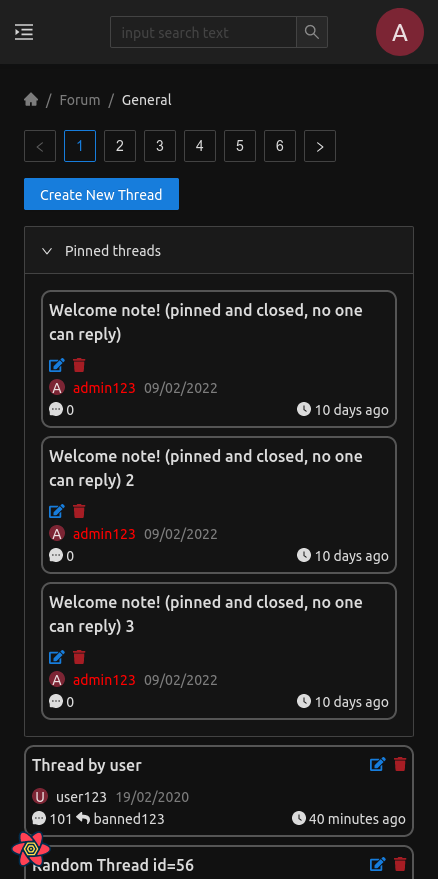 input search text
A
/ Forum / General
1 2 3 4 5 6
Create New Thread
Pinned threads
Welcome note! (pinned and closed, no one
can reply)
A admin123 09/02/2022
0 10 days ago
Welcome note! (pinned and closed, no one
can reply) 2
A admin123 09/02/2022
0 10 days ago
Welcome note! (pinned and closed, no one
can reply) 3
A admin123 09/02/2022
0 10 days ago
Thread by user
U user123 19/02/2020
101 banned123 40 minutes ago
Random Thread id=56